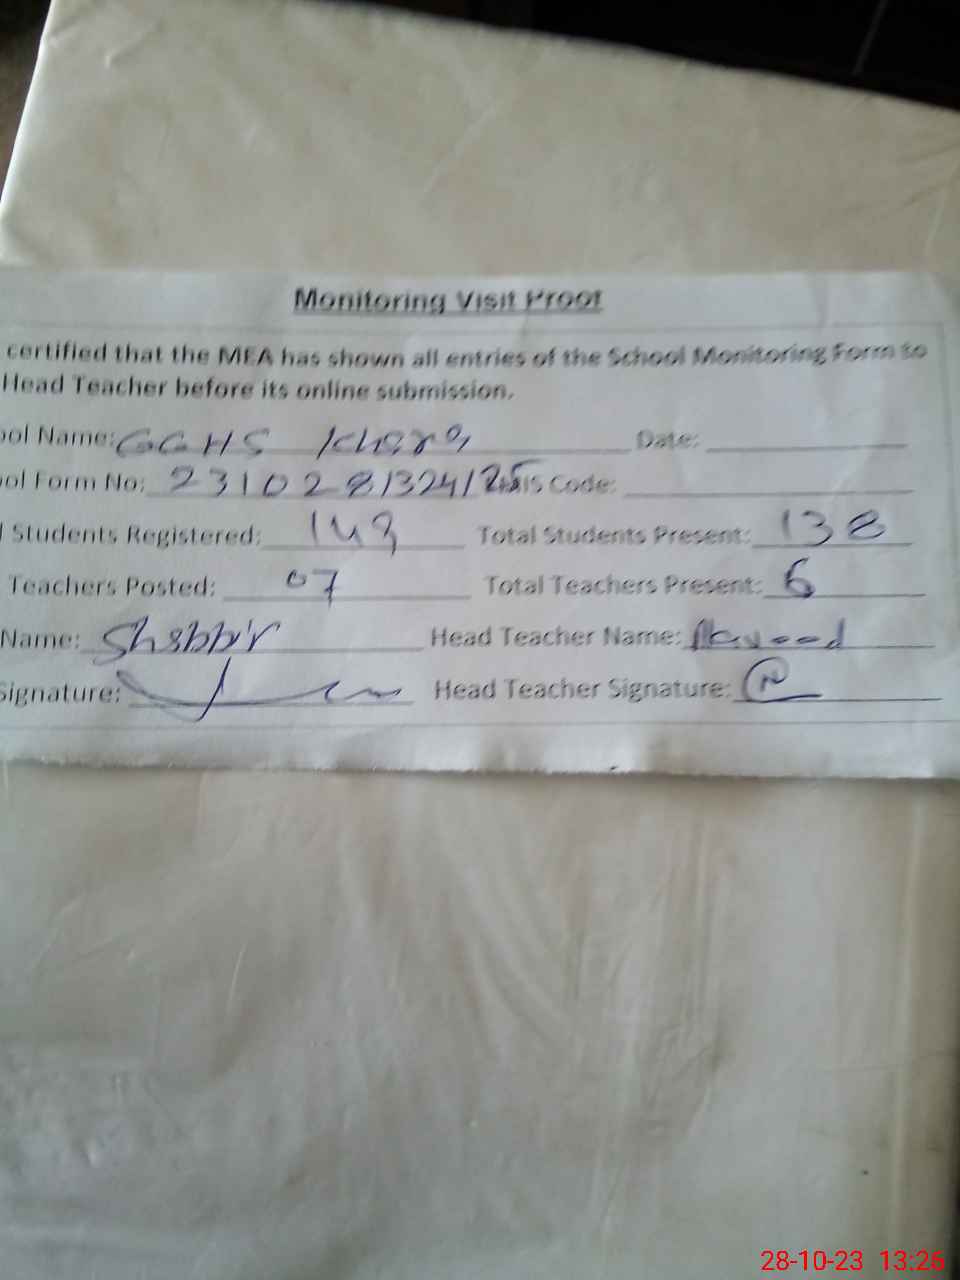 Monitoring Visit Proof
certified that the MEA has shown all entries of the School Monitoring Form to
Head Teacher before its online submission.
ool Name: GGHS Date:
ol Form No: 2310281324125 Code:
Students Registered: 149 Total Students Present: 138
Teachers Posted: 07 Total Teachers Present: 6
Name: Shabbir Head Teacher Name:
Signature: Head Teacher Signature:
28-10-23 13:26